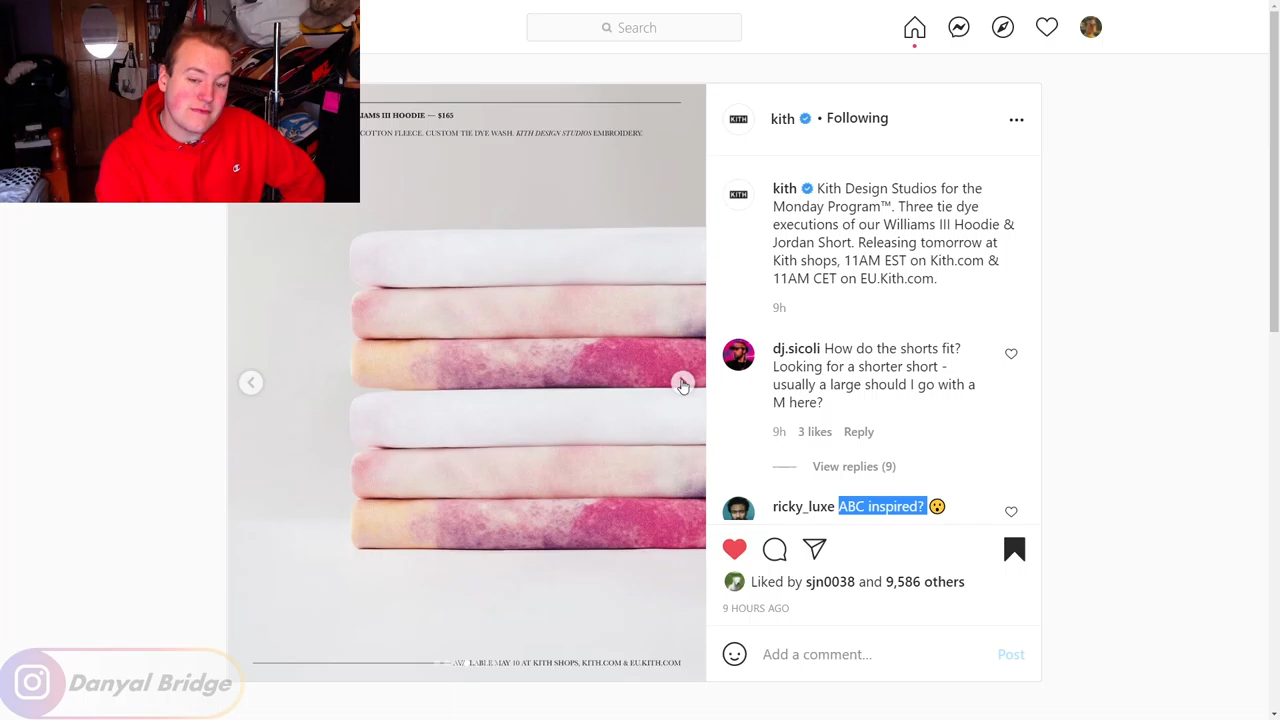 Search
IAMS III HOODIE — $165
COTTON FLEECE. CUSTOM TIE DYE WASH. KITH DESIGN STUDIOS EMBROIDERY.
KITH
kith • Following
KITH
kith Kith Design Studios for the
Monday Program™. Three tie dye
executions of our Williams III Hoodie &
Jordan Short. Releasing tomorrow at
Kith shops, 11AM EST on Kith.com &
11AM CET on EU.Kith.com.
9h
dj.sicoli How do the shorts fit?
Looking for a shorter short -
usually a large should I go with a
M here?
9h 3 likes Reply
View replies (9)
ricky_luxe ABC inspired? 😮
Liked by sjn0038 and 9,586 others
9 HOURS AGO
AVAILABLE MAY 10 AT KITH SHOPS, KITH.COM & EU.KITH.COM
Add a comment... Post
Danyal Bridge